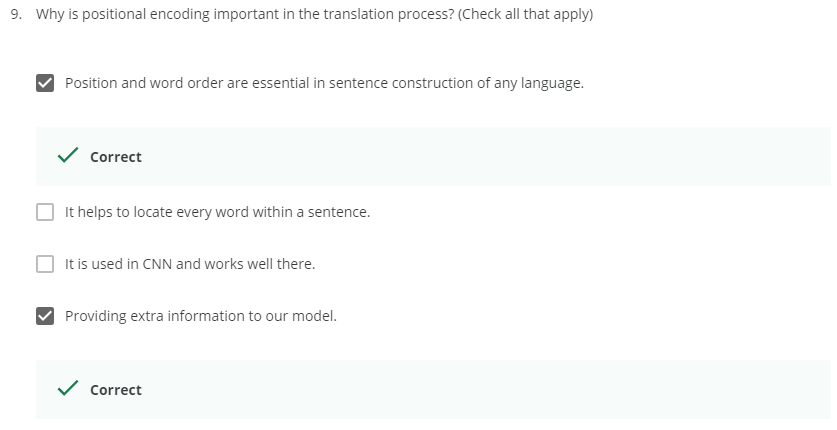 9. Why is positional encoding important in the translation process? (Check all that apply)
Position and word order are essential in sentence construction of any language.
Correct
It helps to locate every word within a sentence.
It is used in CNN and works well there.
Providing extra information to our model.
Correct